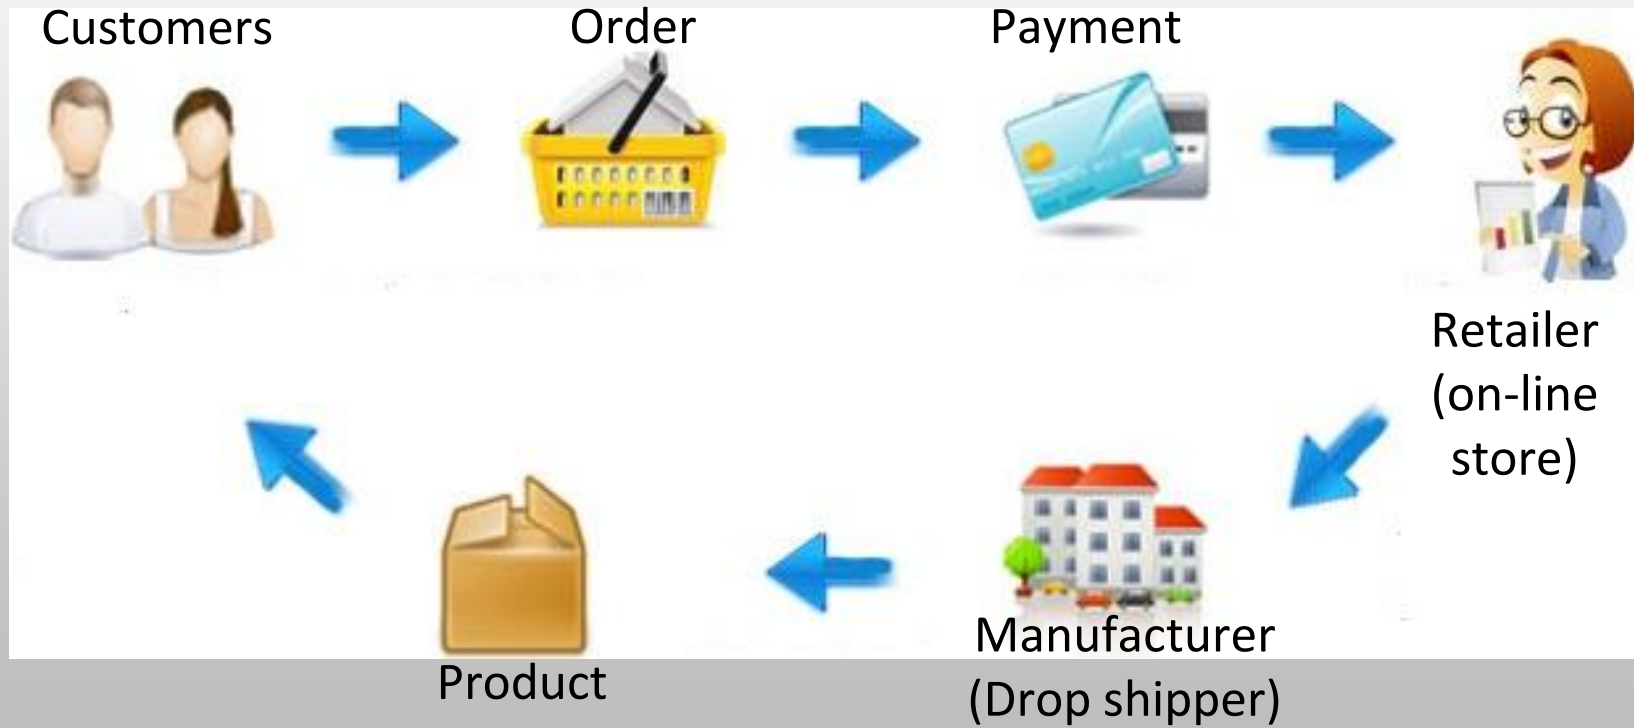 Customers
Order
Payment
Retailer
(on-line
store)
Manufacturer
(Drop shipper)
Product